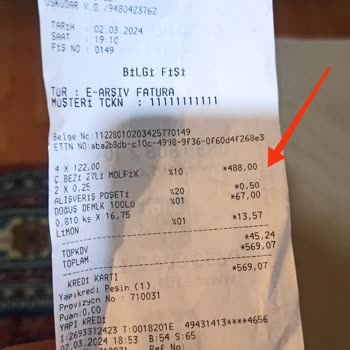 ÜSKÜDAR V.D./9480423762
TARİH : 02.03.2024
SAAT : 19:10
FİŞ NO : 0149
BİLGİ FİŞİ
TÜR : E-ARŞİV FATURA
MÜŞTERİ TCKN : 11111111111
Belge No:11228010203425770149
ETTN NO:aba2b8db-c10c-4998-9f36-0f60d4f268e3
4 X 122,00
Ç.BEZİ 27Lİ MOLFİX %10 *488,00
2 X 0,25
ALIŞVERİŞ POŞETİ %20 *0,50
DOĞUŞ DEMLK 100LÜ %01 *67,00
0,810 KG X 16,75
LİMON %01 *13,57
TOPKDV *45,24
TOPLAM *569,07
KREDİ KARTI *569,07
Yapıkredi Peşin (1)
Provizyon No : 710031
Puan:0,00
YAPI KREDİ
:2693372423 T:0018201E 49431413****4656
02.03.2024 18:53 B:54 S:65
710031 Ref No: